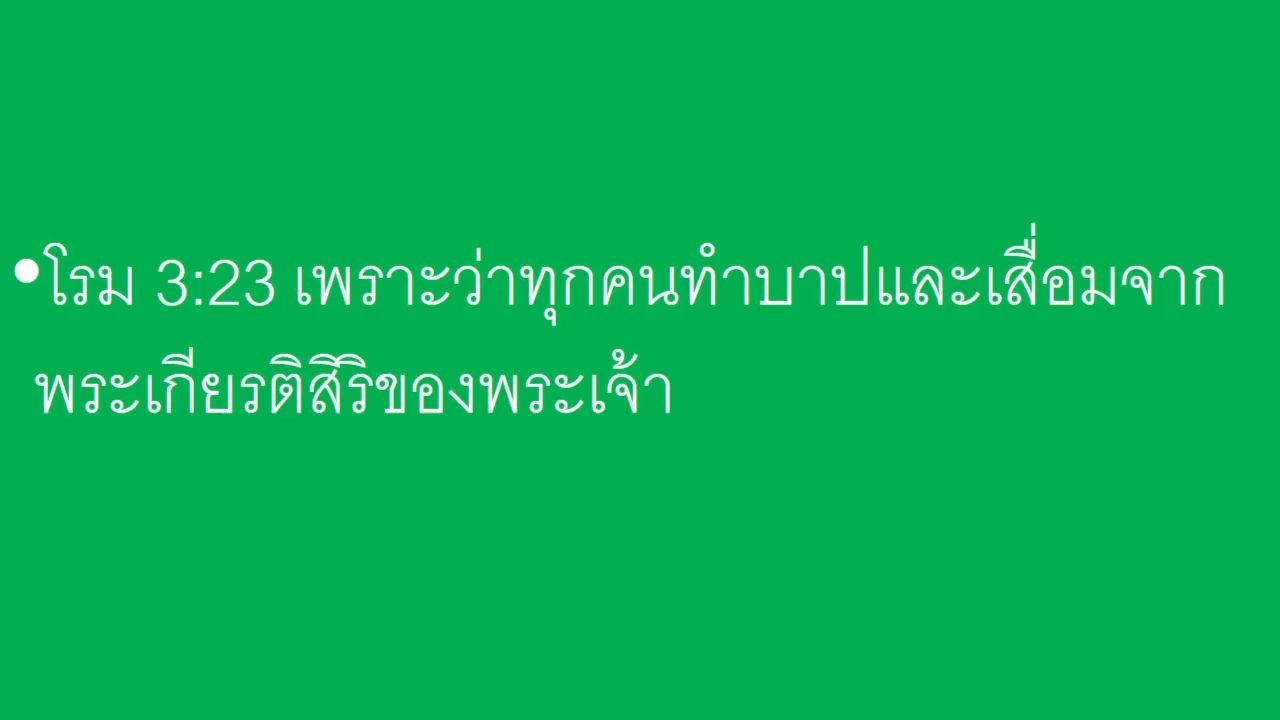 •โรม 3:23 เพราะว่าทุกคนทำบาปและเสื่อมจาก
พระเกียรติสิริของพระเจ้า